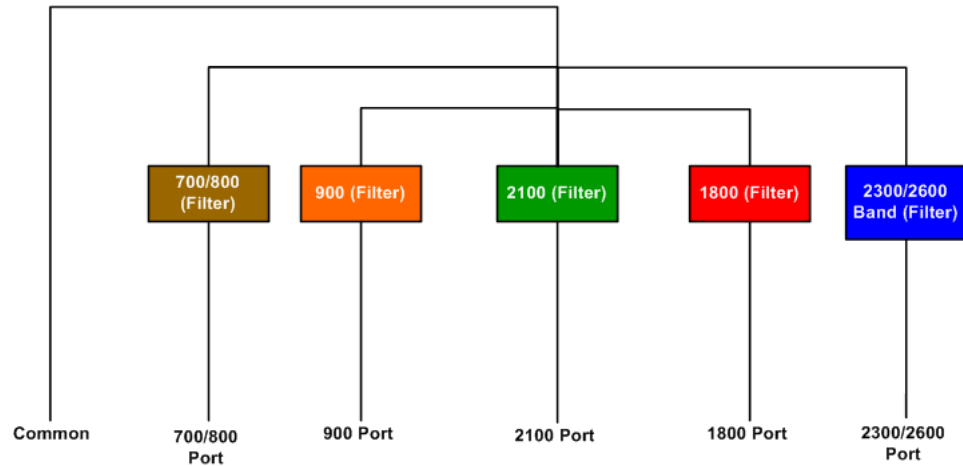 700/800
(Filter)
900 (Filter)
2100 (Filter)
1800 (Filter)
2300/2600
Band (Filter)
Common
700/800
Port
900 Port
2100 Port
1800 Port
2300/2600
Port